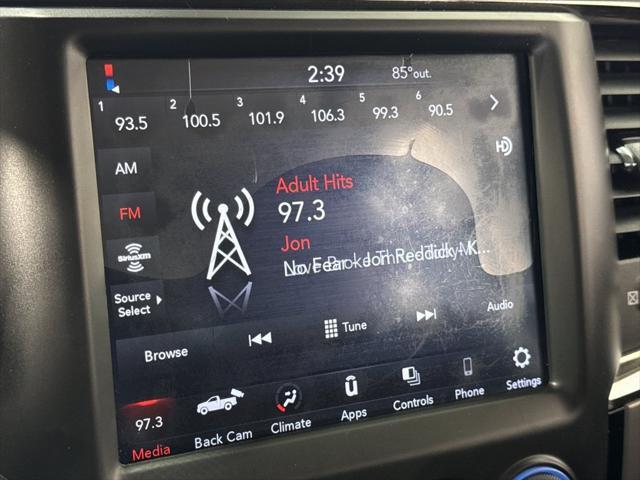 2:39 85°out.
1 93.5 2 100.5 3 101.9 4 106.3 5 99.3 6 90.5
HD
AM
Adult Hits
FM
97.3
Jon
SiriusXM
Source
Select
Browse Tune Audio
97.3
Media Back Cam Climate Apps Controls Phone Settings